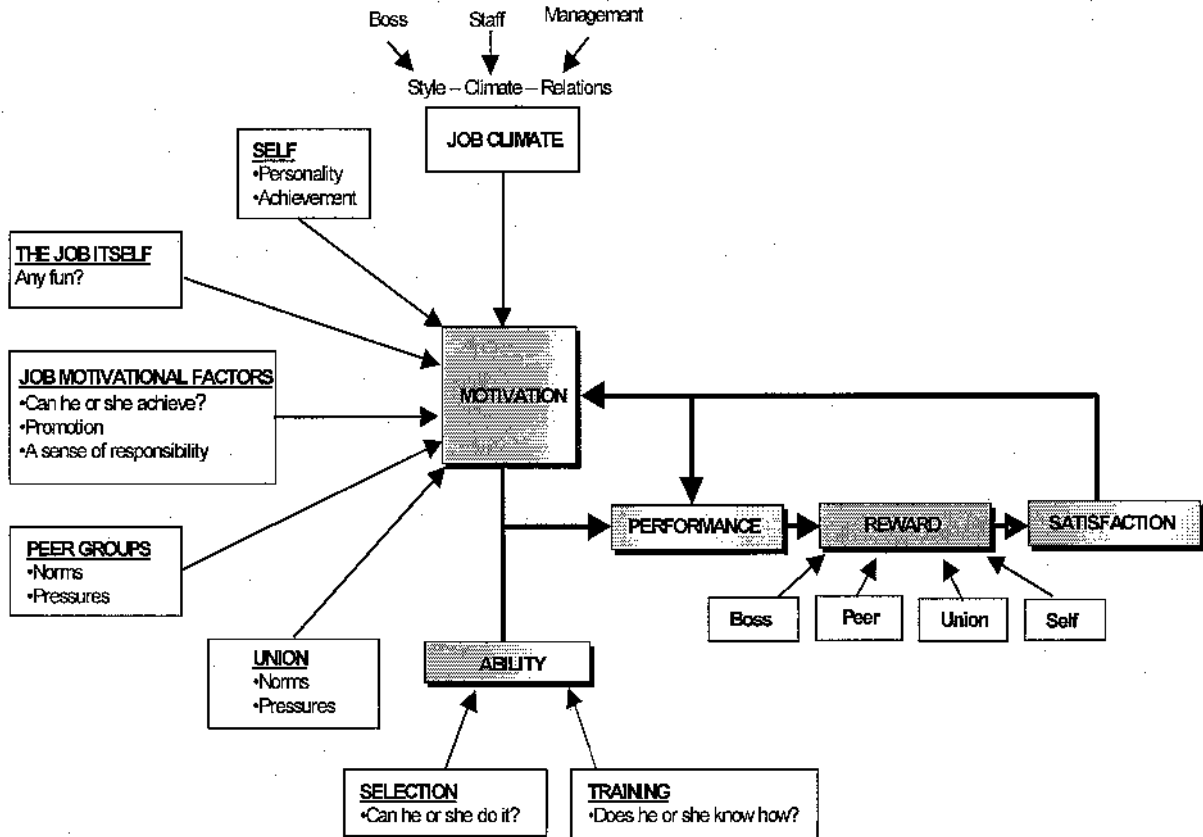 Boss Staff Management
Style – Climate – Relations
JOB CLIMATE
SELF
•Personality
•Achievement
THE JOB ITSELF
Any fun?
MOTIVATION
JOB MOTIVATIONAL FACTORS
•Can he or she achieve?
•Promotion
•A sense of responsibility
PERFORMANCE REWARD SATISFACTION
PEER GROUPS
•Norms
•Pressures
Boss Peer Union Self
UNION
•Norms
•Pressures
ABILITY
SELECTION
•Can he or she do it?
TRAINING
•Does he or she know how?